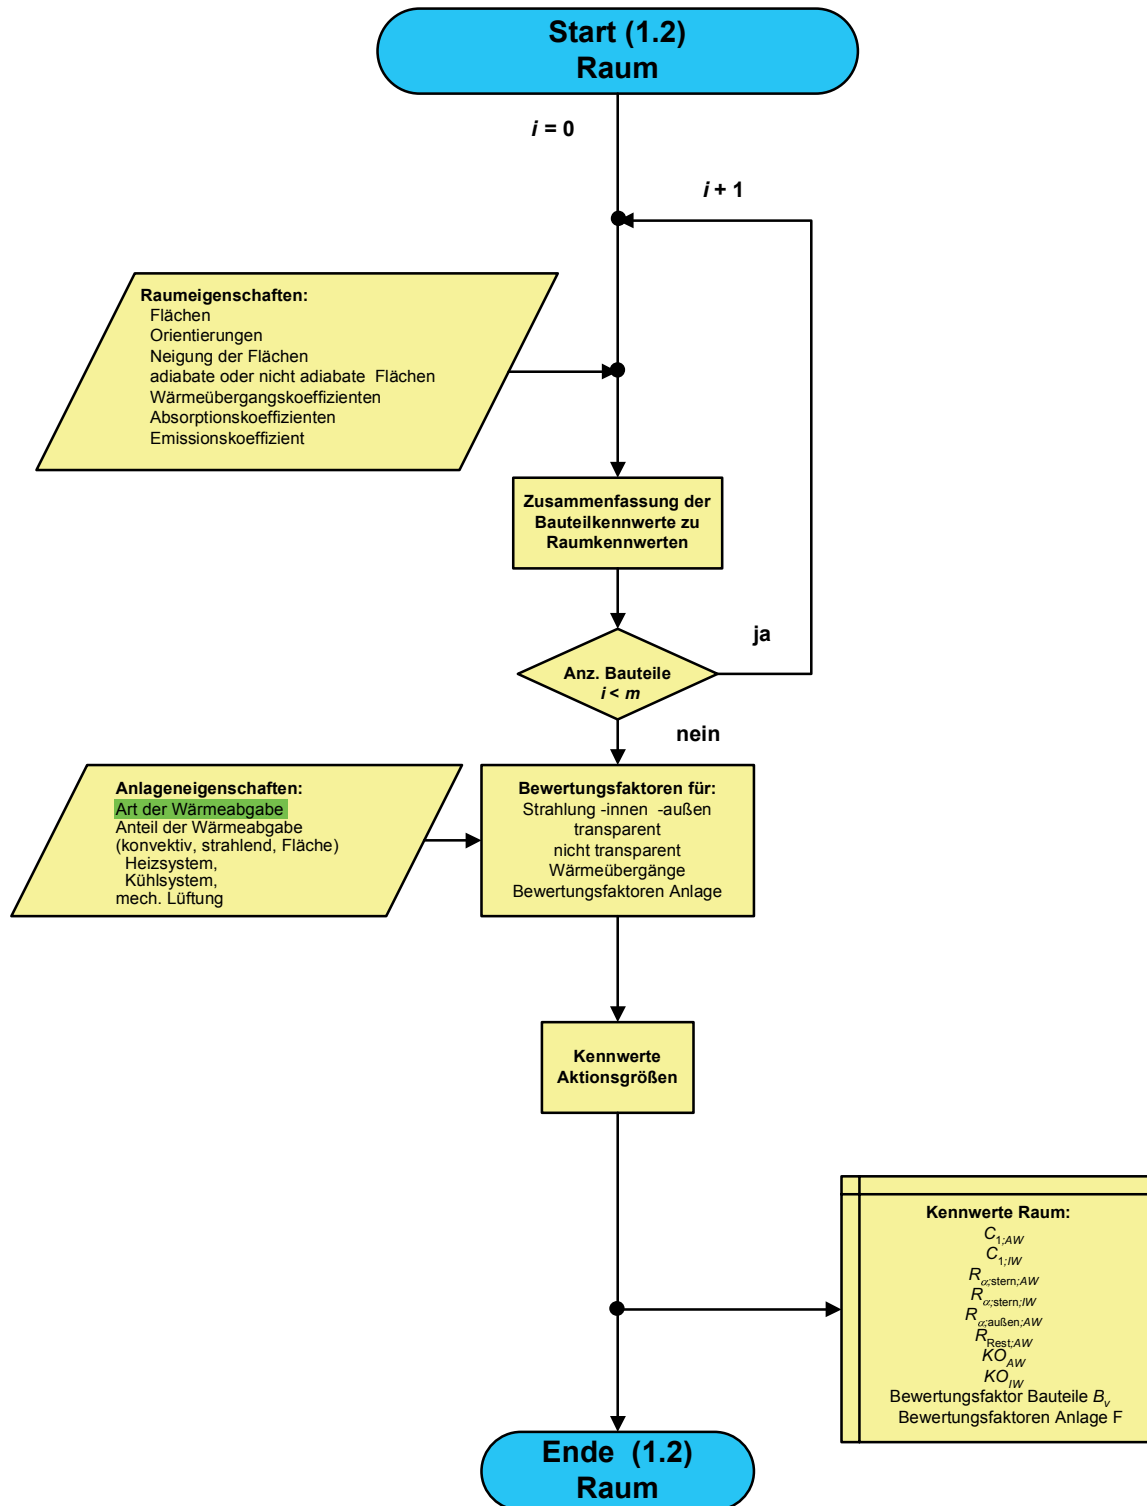 Start (1.2)
Raum
i = 0
i + 1
Raumeigenschaften:
Flächen
Orientierungen
Neigung der Flächen
adiabate oder nicht adiabate Flächen
Wärmeübergangskoeffizienten
Absorptionskoeffizienten
Emissionskoeffizient
Zusammenfassung der
Bauteilkennwerte zu
Raumkennwerten
ja
Anz. Bauteile
i < m
nein
Anlageneigenschaften:
Art der Wärmeabgabe
Anteil der Wärmeabgabe
(konvektiv, strahlend, Fläche)
Heizsystem,
Kühlsystem,
mech. Lüftung
Bewertungsfaktoren für:
Strahlung -innen -außen
transparent
nicht transparent
Wärmeübergänge
Bewertungsfaktoren Anlage
Kennwerte
Aktionsgrößen
Kennwerte Raum:
C1;AW
C1;IW
Rα;stern;AW
Rα;stern;IW
Rα;außen;AW
RRest;AW
KOAW
KOIW
Bewertungsfaktor Bauteile Bv
Bewertungsfaktoren Anlage F
Ende (1.2)
Raum